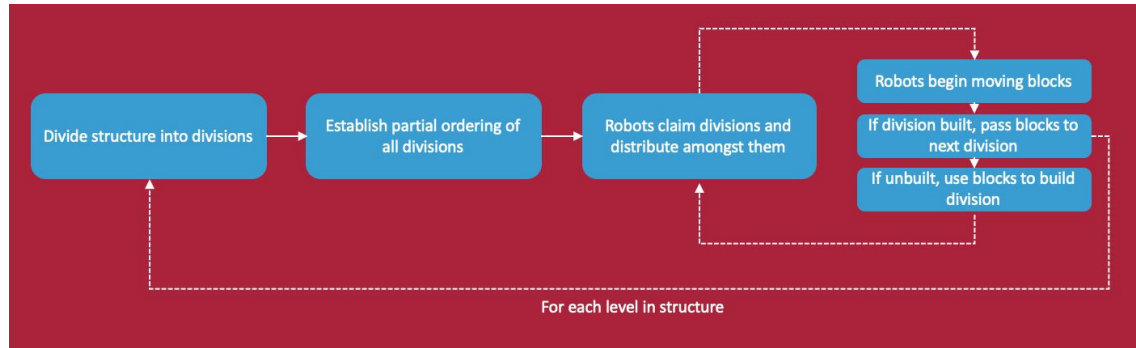 Divide structure into divisions
Establish partial ordering of
all divisions
Robots claim divisions and
distribute amongst them
Robots begin moving blocks
If division built, pass blocks to
next division
If unbuilt, use blocks to build
division
For each level in structure